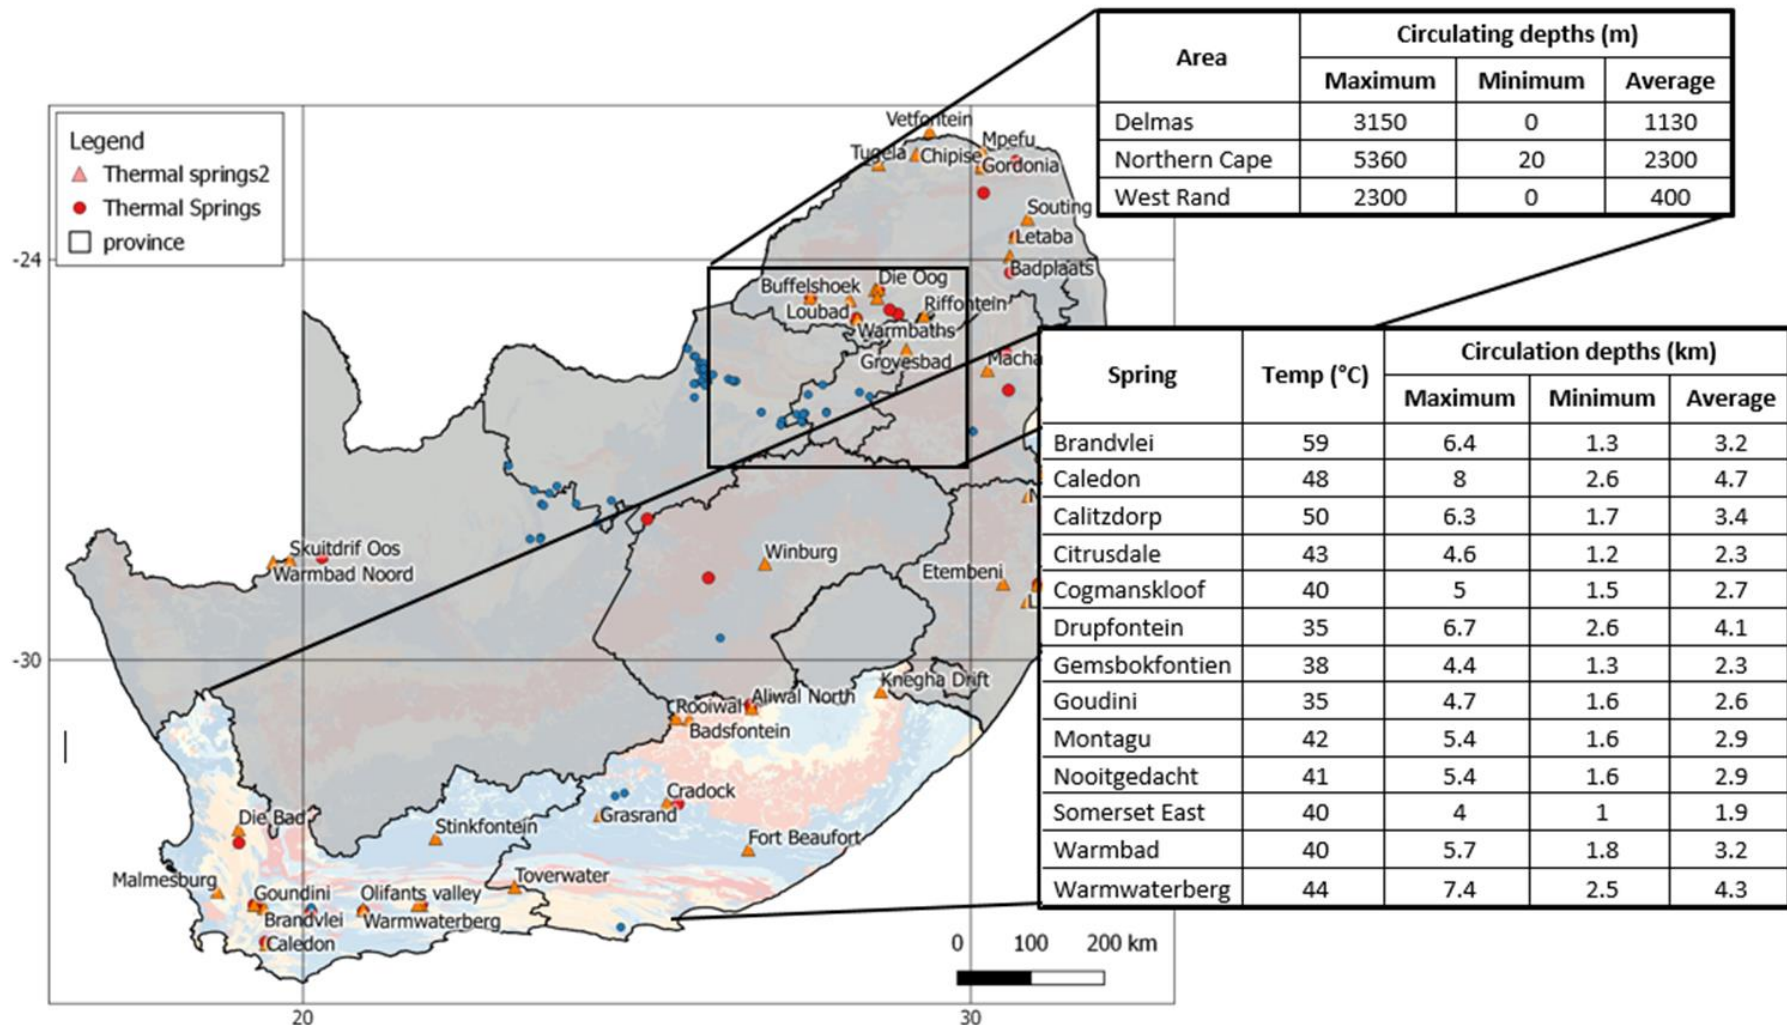 Area Circulating depths (m)
Maximum Minimum Average
Delmas 3150 0 1130
Northern Cape 5360 20 2300
West Rand 2300 0 400
Legend
Thermal springs2
Thermal Springs
province
Vetfontein
Mpefu
Tugela
Chipise
Gordonia
Souting
Letaba
Badplaats
-24
Die Oog
Buffelshoek
Riffontein
Loubad
Warmbaths
Grovesbad
Macha
Spring Temp (°C) Circulation depths (km)
Maximum Minimum Average
Brandvlei 59 6.4 1.3 3.2
Caledon 48 8 2.6 4.7
Calitzdorp 50 6.3 1.7 3.4
Citrusdale 43 4.6 1.2 2.3
Cogmanskloof 40 5 1.5 2.7
Drupfontein 35 6.7 2.6 4.1
Gemsbokfontien 38 4.4 1.3 2.3
Goudini 35 4.7 1.6 2.6
Montagu 42 5.4 1.6 2.9
Nooitgedacht 41 5.4 1.6 2.9
Somerset East 40 4 1 1.9
Warmbad 40 5.7 1.8 3.2
Warmwaterberg 44 7.4 2.5 4.3
Skuitdrif Oos
Warmbad Noord
Winburg
Etembeni
-30
Knegha Drift
Aliwal North
Rooiwal
Badsfontein
Cradock
Grasrand
Die Bad
Stinkfontein
Fort Beaufort
Malmesburg
Toverwater
Goundini
Olifants valley
Brandvlei
Warmwaterberg
Caledon
0 100 200 km
20 30